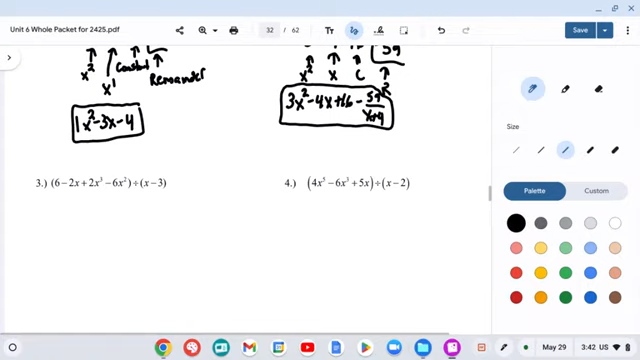 Unit 6 Whole Packet for 2425.pdf
32 / 62
Save
x² Constant
x¹ Remainder
59
x² x C R
1x²-3x-4
3x²-4x+16 - 59/x+4
3.) (6 − 2x + 2x³ − 6x²) ÷ (x − 3)
4.) (4x⁵ − 6x³ + 5x) ÷ (x − 2)
Size
Palette Custom
May 29 3:42 CA US